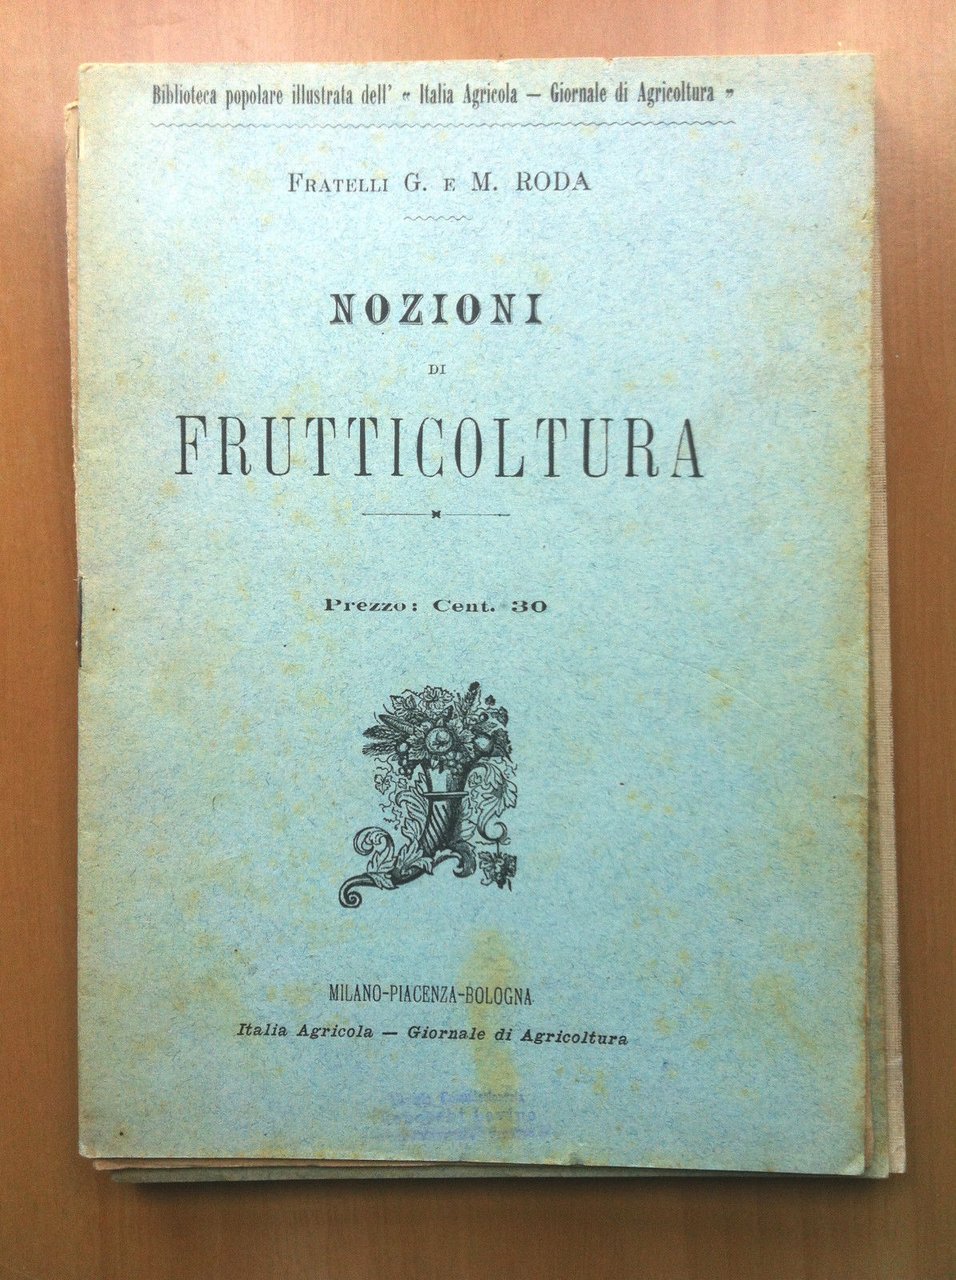 Biblioteca popolare illustrata dell' “ Italia Agricola — Giornale di Agricoltura ”
FRATELLI G. E M. RODA
NOZIONI
DI
FRUTTICOLTURA
Prezzo: Cent. 30
MILANO-PIACENZA-BOLOGNA
Italia Agricola — Giornale di Agricoltura